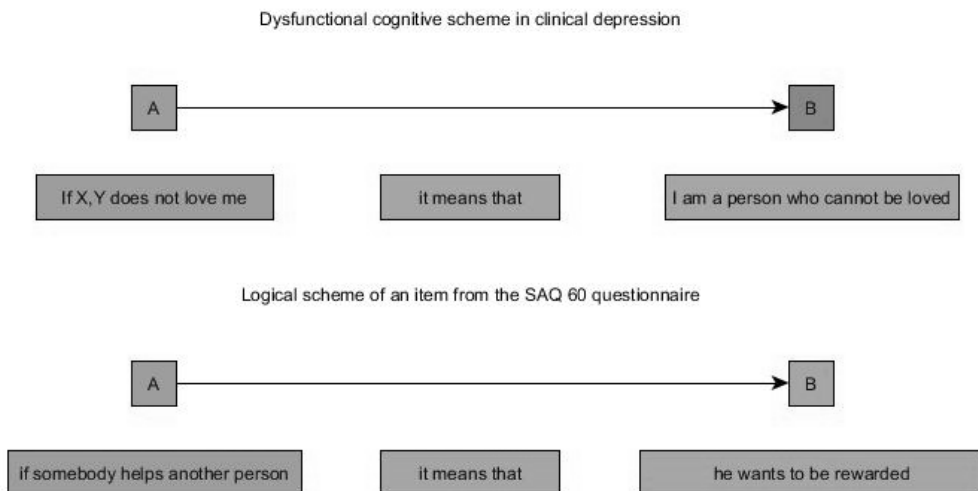 Dysfunctional cognitive scheme in clinical depression
A B
If X,Y does not love me it means that I am a person who cannot be loved
Logical scheme of an item from the SAQ 60 questionnaire
A B
if somebody helps another person it means that he wants to be rewarded